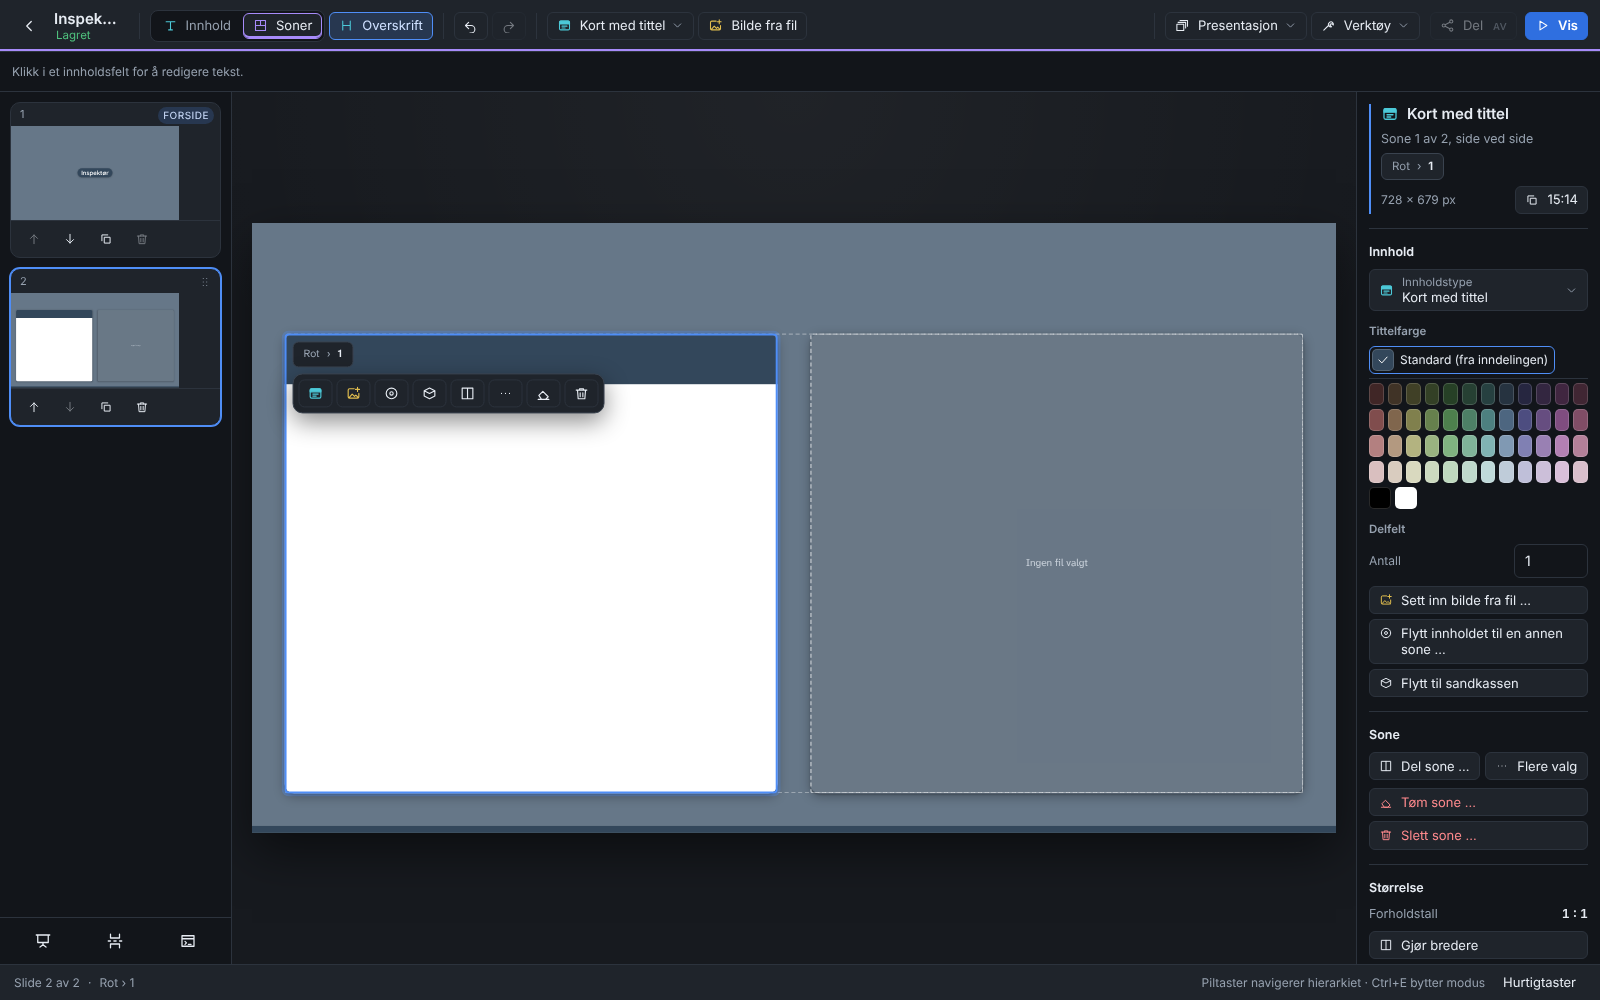 Inspek...
Lagret
Innhold
Soner
Overskrift
Kort med tittel
Bilde fra fil
Presentasjon
Verktøy
Del AV
Vis
Klikk i et innholdsfelt for å redigere tekst.
1
FORSIDE
Inspektør
2
Rot › 1
Ingen fil valgt
Kort med tittel
Sone 1 av 2, side ved side
Rot › 1
728 × 679 px
15:14
Innhold
Innholdstype
Kort med tittel
Tittelfarge
Standard (fra inndelingen)
Delfelt
Antall
1
Sett inn bilde fra fil ...
Flytt innholdet til en annen
sone ...
Flytt til sandkassen
Sone
Del sone ...
Flere valg
Tøm sone ...
Slett sone ...
Størrelse
Forholdstall
1 : 1
Gjør bredere
Slide 2 av 2 · Rot › 1
Piltaster navigerer hierarkiet · Ctrl+E bytter modus
Hurtigtaster